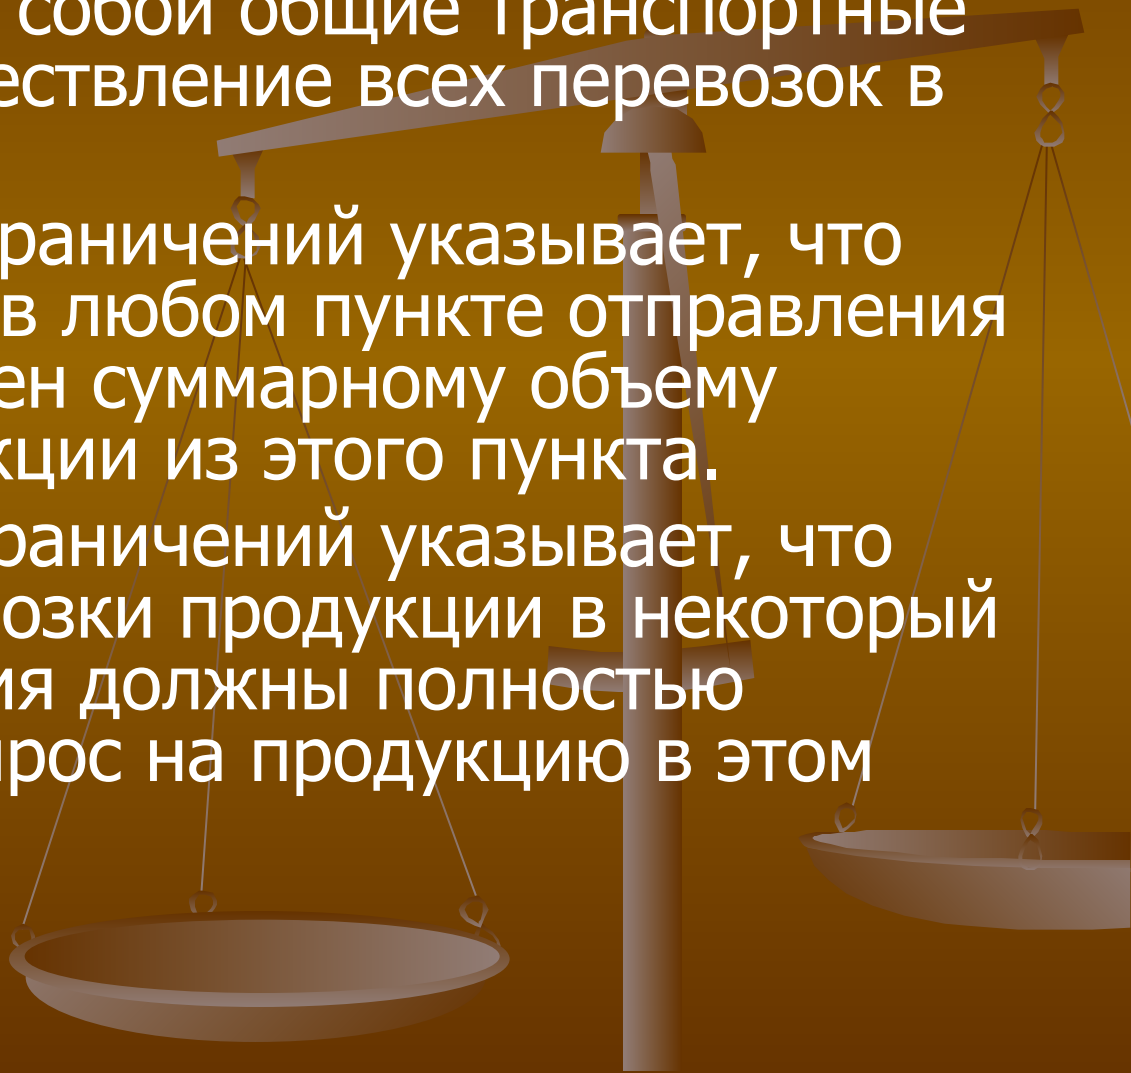 собой общие транспортные
ествление всех перевозок в
раничений указывает, что
в любом пункте отправления
ен суммарному объему
кции из этого пункта.
раничений указывает, что
озки продукции в некоторый
ия должны полностью
прос на продукцию в этом